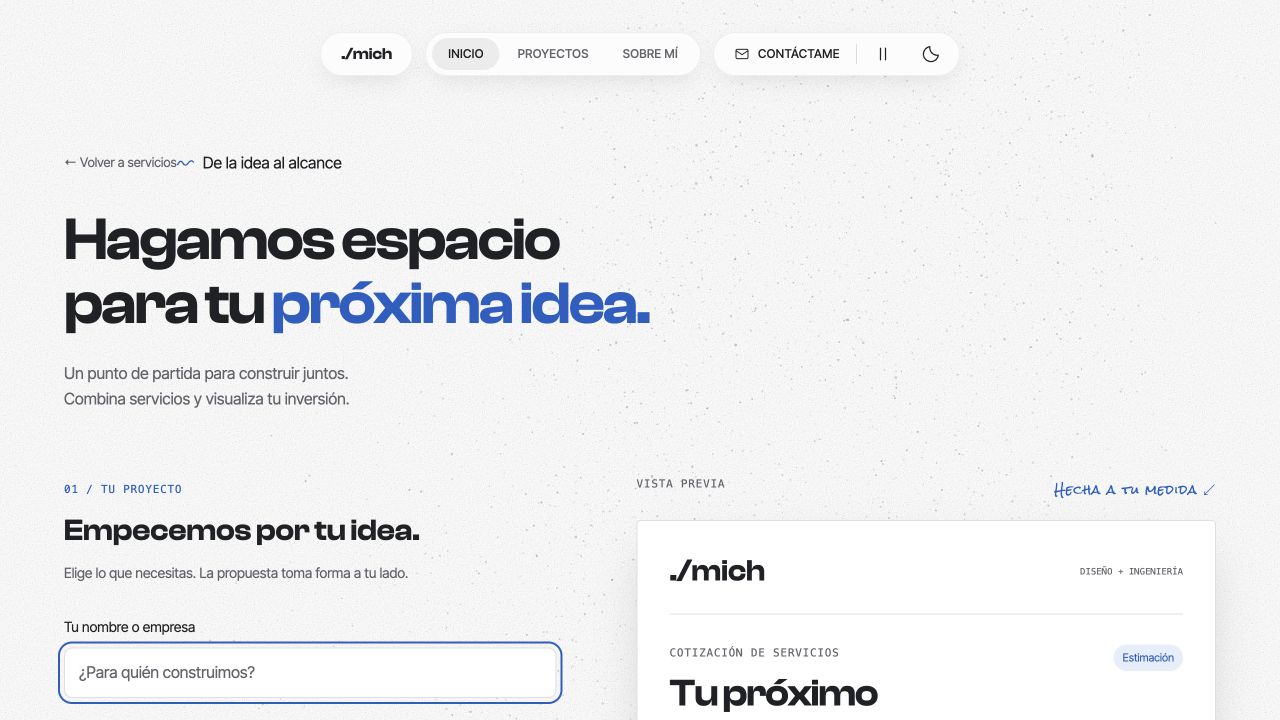 ./mich
INICIO
PROYECTOS
SOBRE MÍ
CONTÁCTAME
← Volver a servicios
De la idea al alcance
Hagamos espacio
para tu próxima idea.
Un punto de partida para construir juntos.
Combina servicios y visualiza tu inversión.
01 / TU PROYECTO
Empecemos por tu idea.
Elige lo que necesitas. La propuesta toma forma a tu lado.
Tu nombre o empresa
¿Para quién construimos?
VISTA PREVIA
HECHA A TU MEDIDA ↙
./mich
DISEÑO + INGENIERÍA
COTIZACIÓN DE SERVICIOS
Estimación
Tu próximo